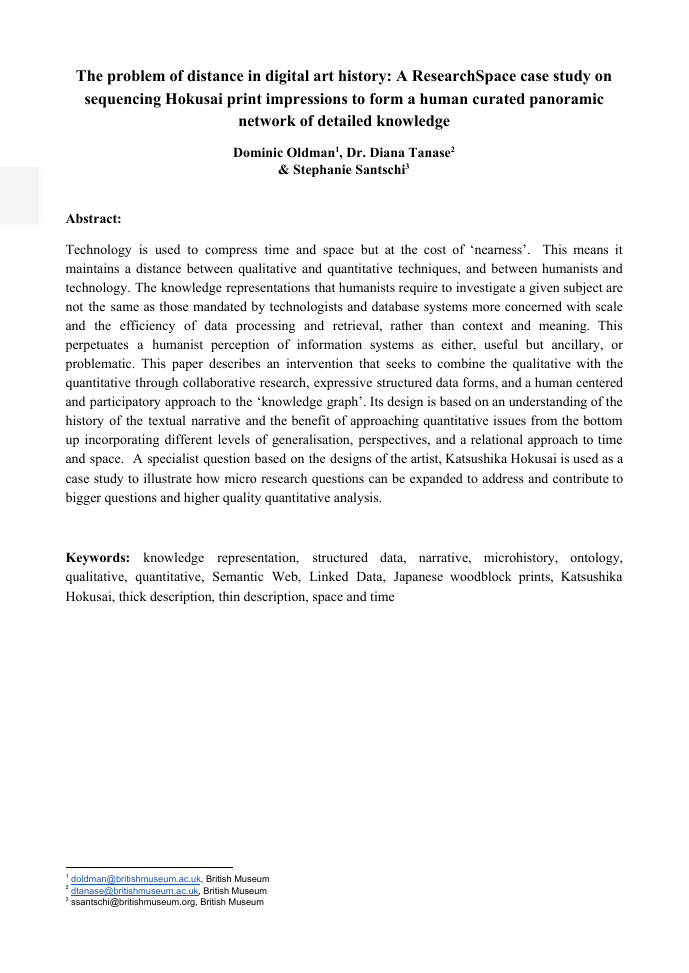 The problem of distance in digital art history: A ResearchSpace case study on
sequencing Hokusai print impressions to form a human curated panoramic
network of detailed knowledge
Dominic Oldman1, Dr. Diana Tanase2
& Stephanie Santschi3
Abstract:
Technology is used to compress time and space but at the cost of ‘nearness’. This means it
maintains a distance between qualitative and quantitative techniques, and between humanists and
technology. The knowledge representations that humanists require to investigate a given subject are
not the same as those mandated by technologists and database systems more concerned with scale
and the efficiency of data processing and retrieval, rather than context and meaning. This
perpetuates a humanist perception of information systems as either, useful but ancillary, or
problematic. This paper describes an intervention that seeks to combine the qualitative with the
quantitative through collaborative research, expressive structured data forms, and a human centered
and participatory approach to the ‘knowledge graph’. Its design is based on an understanding of the
history of the textual narrative and the benefit of approaching quantitative issues from the bottom
up incorporating different levels of generalisation, perspectives, and a relational approach to time
and space. A specialist question based on the designs of the artist, Katsushika Hokusai is used as a
case study to illustrate how micro research questions can be expanded to address and contribute to
bigger questions and higher quality quantitative analysis.
Keywords: knowledge representation, structured data, narrative, microhistory, ontology,
qualitative, quantitative, Semantic Web, Linked Data, Japanese woodblock prints, Katsushika
Hokusai, thick description, thin description, space and time
1 doldman@britishmuseum.ac.uk, British Museum
2 dtanase@britishmuseum.ac.uk, British Museum
3 ssantschi@britishmuseum.org, British Museum